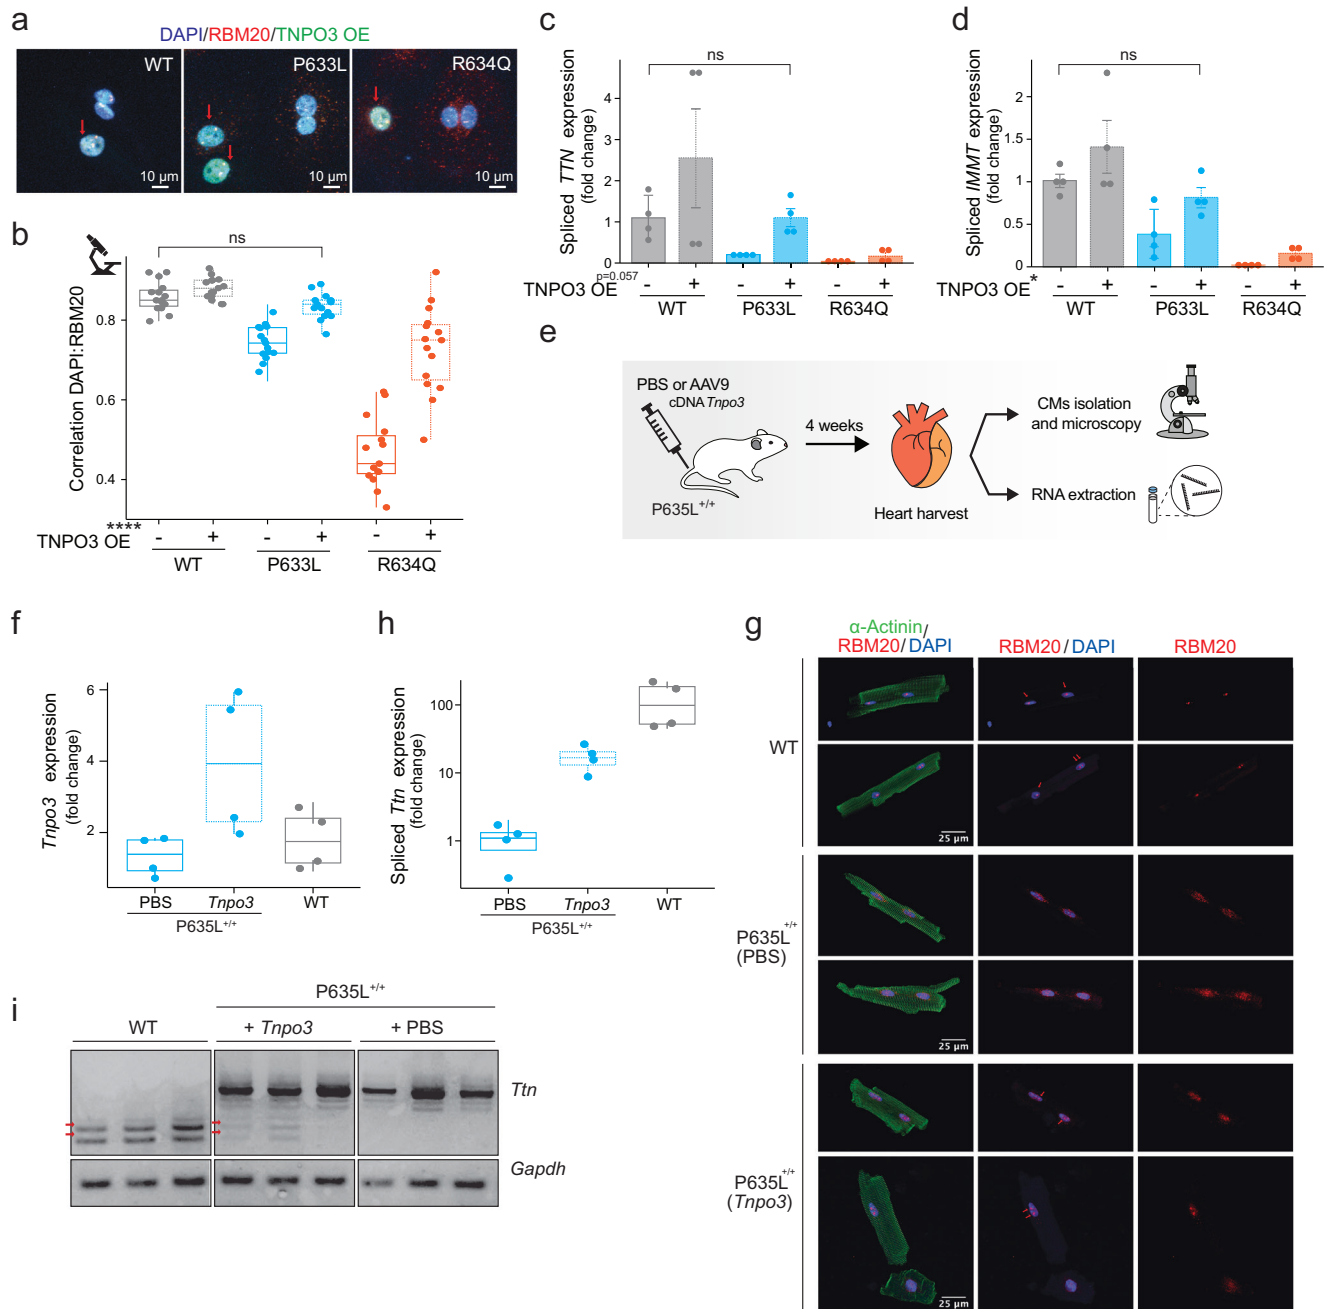 a
DAPI/RBM20/TNPO3 OE
WT
P633L
R634Q
10 µm
10 µm
10 µm
b
ns
Correlation DAPI:RBM20
0.8
0.6
0.4
****
TNPO3 OE
- + - + - +
WT P633L R634Q
c
ns
Spliced TTN expression
(fold change)
4
3
2
1
0
p=0.057
TNPO3 OE
- + - + - +
WT P633L R634Q
d
ns
Spliced IMMT expression
(fold change)
2
1.5
1
0.5
0
*
TNPO3 OE
- + - + - +
WT P633L R634Q
e
PBS or AAV9
cDNA Tnpo3
P635L+/+
4 weeks
Heart harvest
CMs isolation
and microscopy
RNA extraction
f
Tnpo3 expression
(fold change)
6
4
2
PBS Tnpo3 WT
P635L+/+
h
Spliced Ttn expression
(fold change)
100
10
1
PBS Tnpo3 WT
P635L+/+
g
α-Actinin/
RBM20/DAPI
RBM20/DAPI
RBM20
WT
25 µm
P635L+/+
(PBS)
25 µm
P635L+/+
(Tnpo3)
25 µm
i
P635L+/+
WT + Tnpo3 + PBS
Ttn
Gapdh